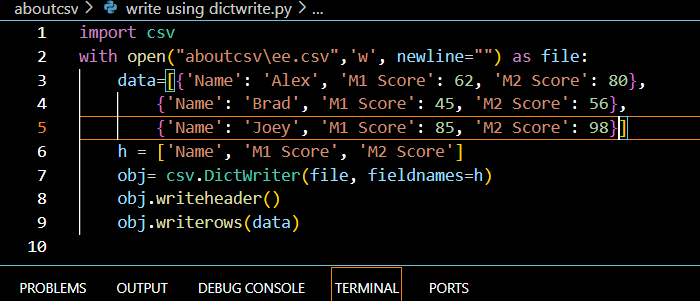 aboutcsv > write using dictwrite.py > ...
1 import csv
2 with open("aboutcsv\ee.csv",'w', newline="") as file:
3 data=[{'Name': 'Alex', 'M1 Score': 62, 'M2 Score': 80},
4 {'Name': 'Brad', 'M1 Score': 45, 'M2 Score': 56},
5 {'Name': 'Joey', 'M1 Score': 85, 'M2 Score': 98}]
6 h = ['Name', 'M1 Score', 'M2 Score']
7 obj= csv.DictWriter(file, fieldnames=h)
8 obj.writeheader()
9 obj.writerows(data)
10
PROBLEMS OUTPUT DEBUG CONSOLE TERMINAL PORTS